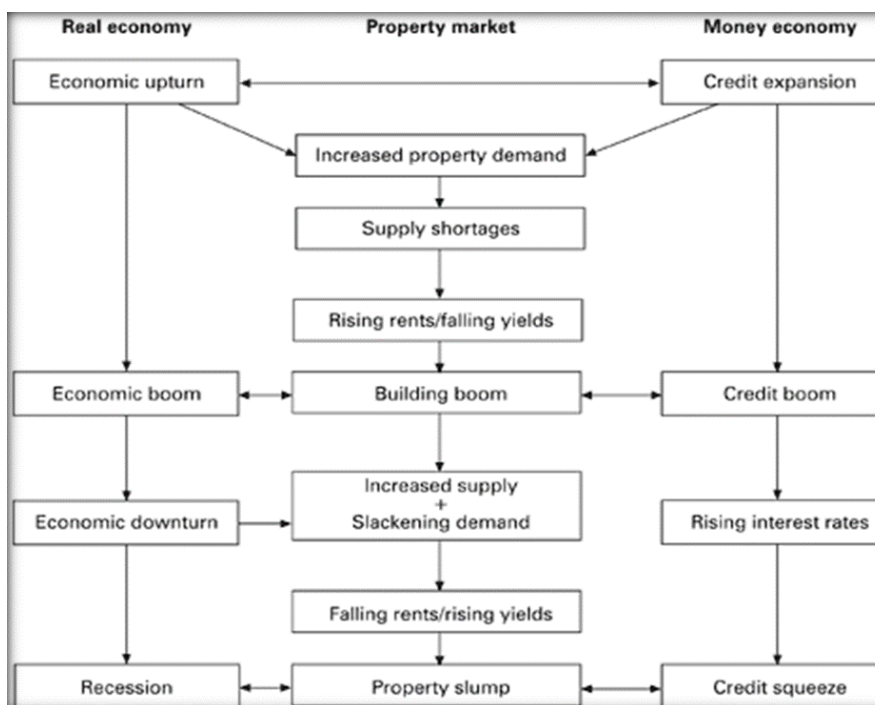 Real economy
Property market
Money economy
Economic upturn
Credit expansion
Increased property demand
Supply shortages
Rising rents/falling yields
Economic boom
Building boom
Credit boom
Increased supply
+
Slackening demand
Economic downturn
Rising interest rates
Falling rents/rising yields
Recession
Property slump
Credit squeeze